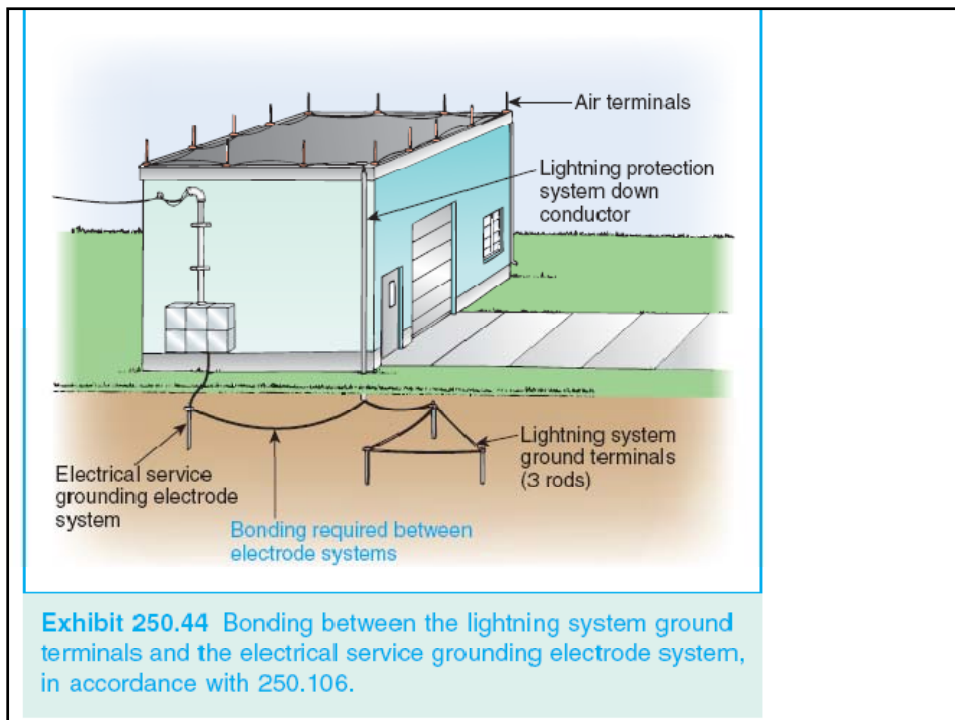 Air terminals
Lightning protection
system down
conductor
Lightning system
ground terminals
(3 rods)
Electrical service
grounding electrode
system
Bonding required between
electrode systems
Exhibit 250.44 Bonding between the lightning system ground
terminals and the electrical service grounding electrode system,
in accordance with 250.106.